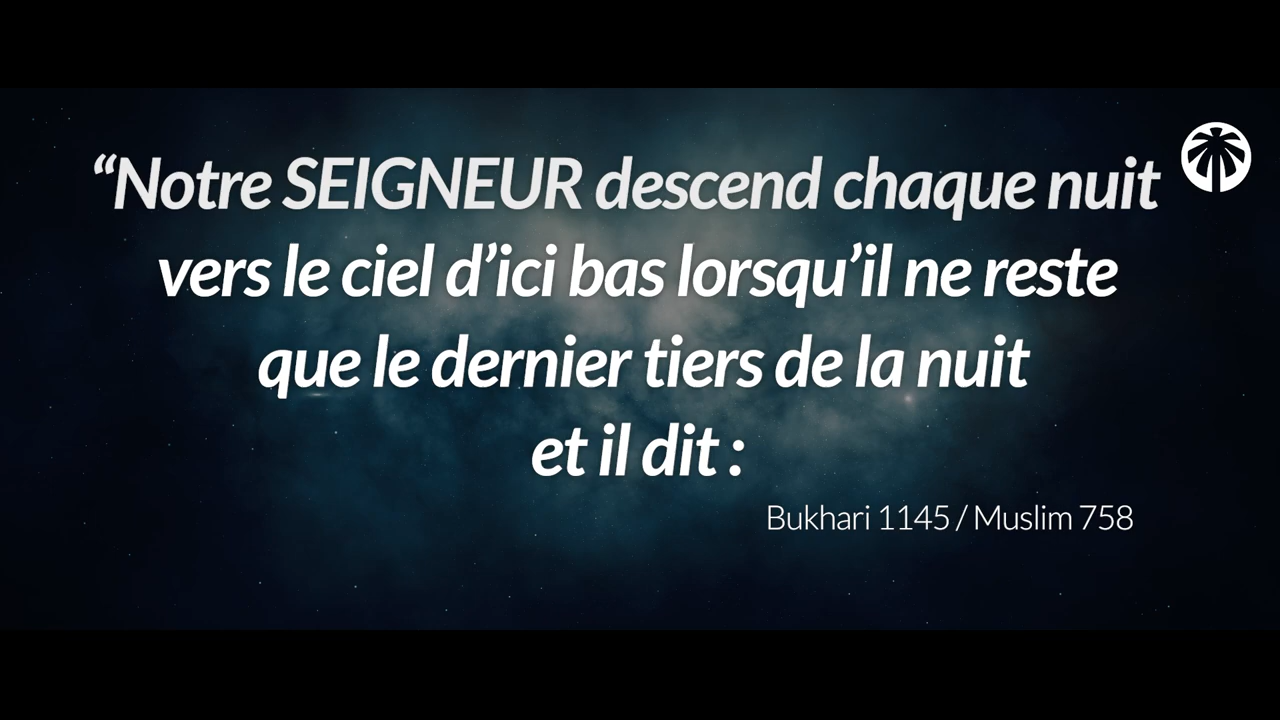 “Notre SEIGNEUR descend chaque nuit
vers le ciel d’ici bas lorsqu’il ne reste
que le dernier tiers de la nuit
et il dit :
Bukhari 1145 / Muslim 758